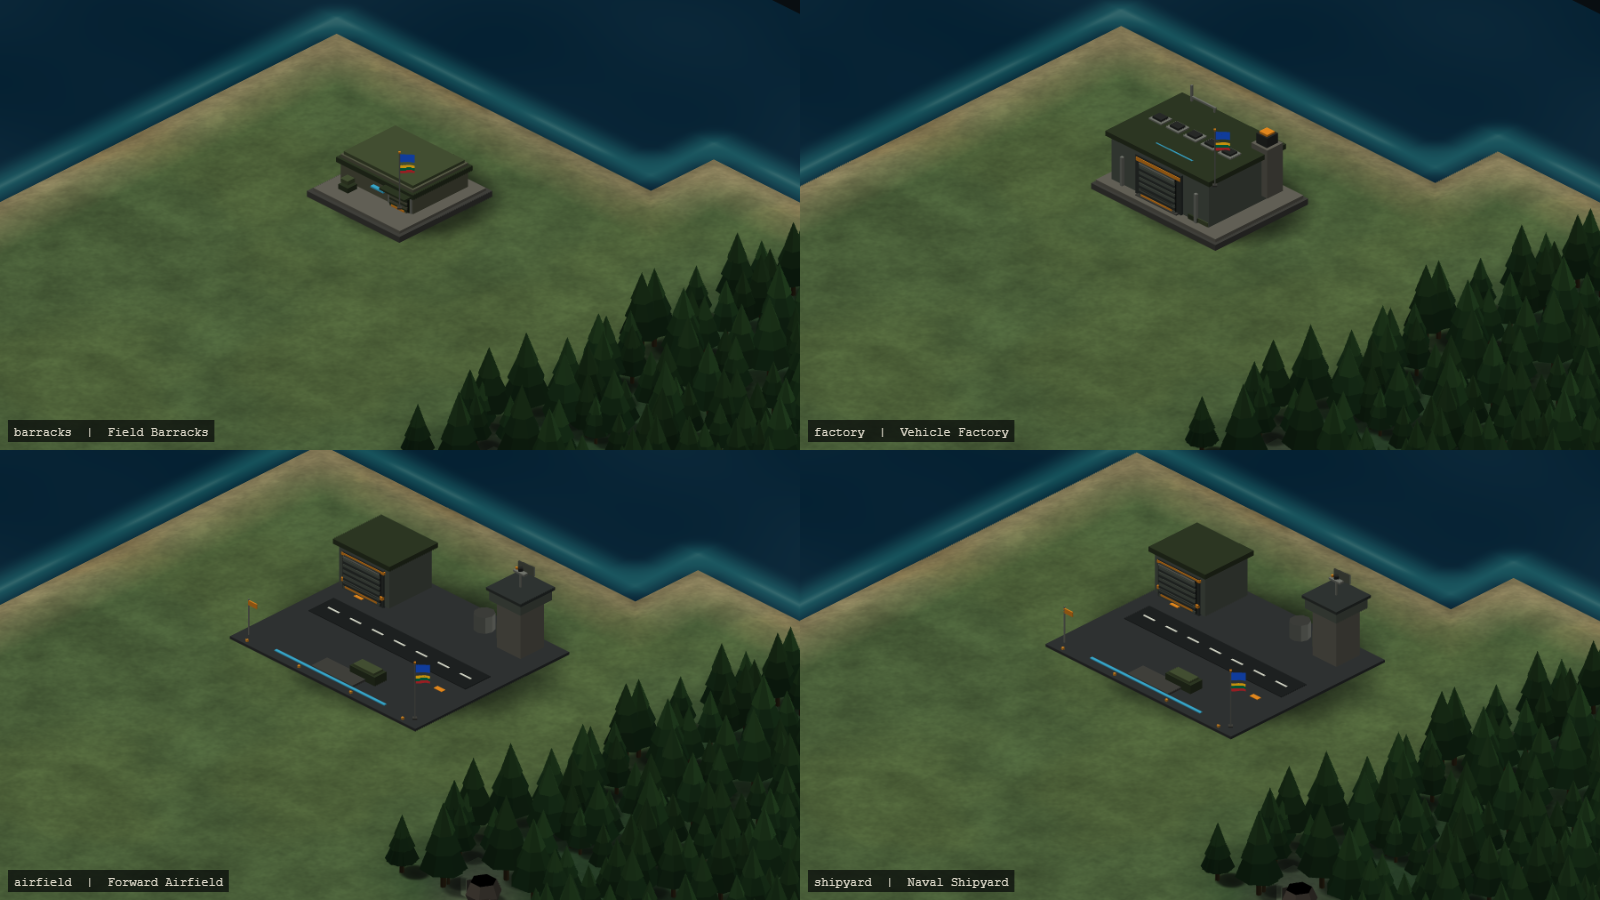 barracks | Field Barracks
factory | Vehicle Factory
airfield | Forward Airfield
shipyard | Naval Shipyard